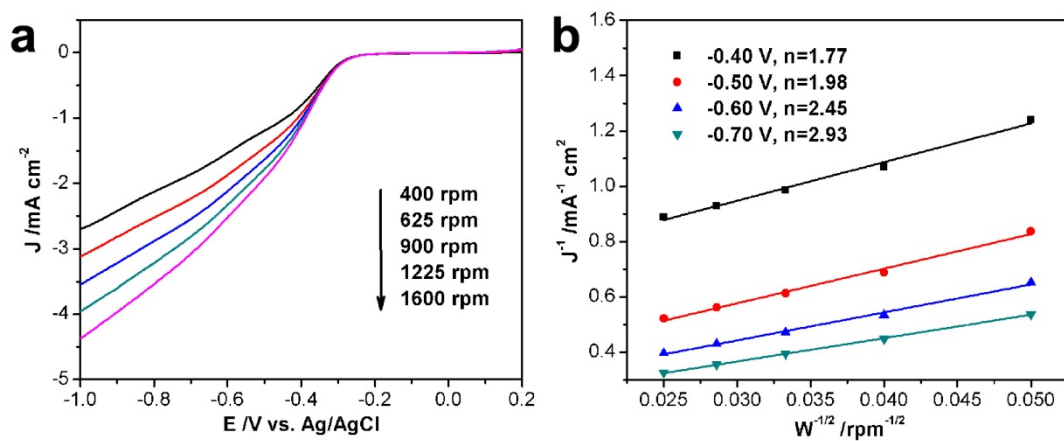 a
0
-1
-2
-3
-4
-5
J /mA cm-2
400 rpm
625 rpm
900 rpm
1225 rpm
1600 rpm
-1.0 -0.8 -0.6 -0.4 -0.2 0.0 0.2
E /V vs. Ag/AgCl
b
1.6
1.4
1.2
1.0
0.8
0.6
0.4
J-1 /mA-1 cm2
-0.40 V, n=1.77
-0.50 V, n=1.98
-0.60 V, n=2.45
-0.70 V, n=2.93
0.025 0.030 0.035 0.040 0.045 0.050
W-1/2 /rpm-1/2